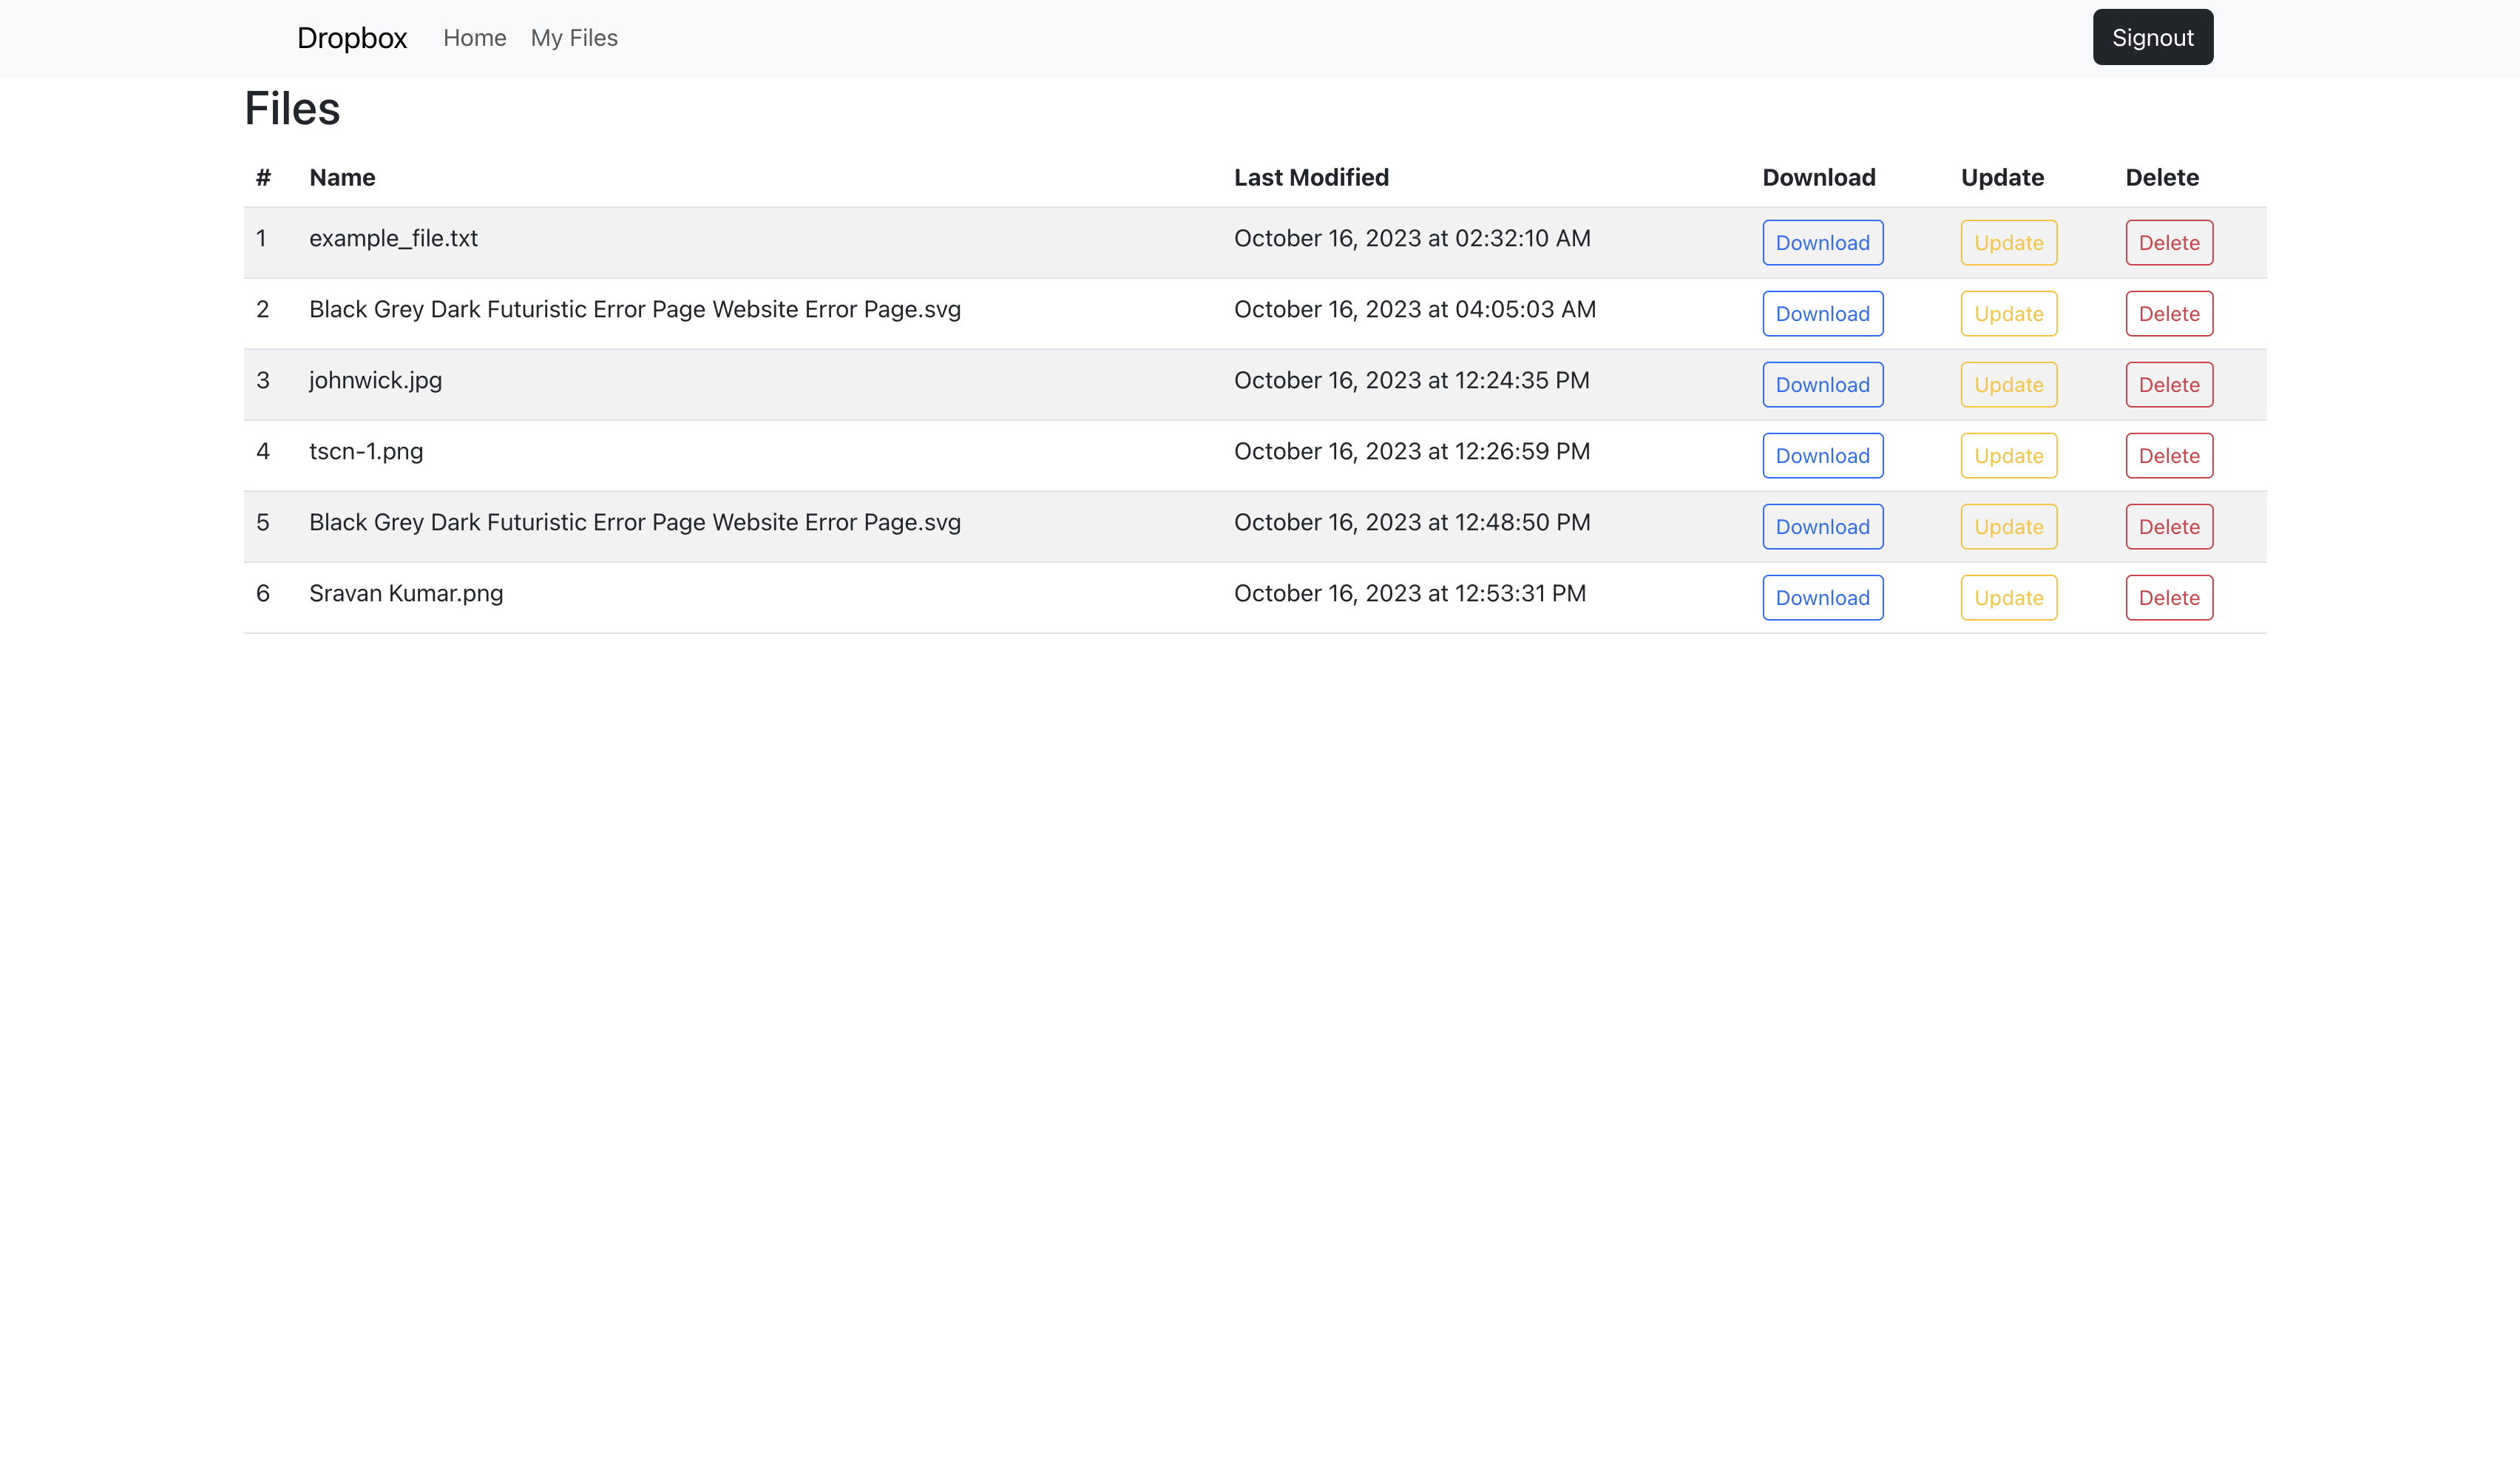 Dropbox Home My Files Signout
Files
# Name Last Modified Download Update Delete
1 example_file.txt October 16, 2023 at 02:32:10 AM Download Update Delete
2 Black Grey Dark Futuristic Error Page Website Error Page.svg October 16, 2023 at 04:05:03 AM Download Update Delete
3 johnwick.jpg October 16, 2023 at 12:24:35 PM Download Update Delete
4 tscn-1.png October 16, 2023 at 12:26:59 PM Download Update Delete
5 Black Grey Dark Futuristic Error Page Website Error Page.svg October 16, 2023 at 12:48:50 PM Download Update Delete
6 Sravan Kumar.png October 16, 2023 at 12:53:31 PM Download Update Delete